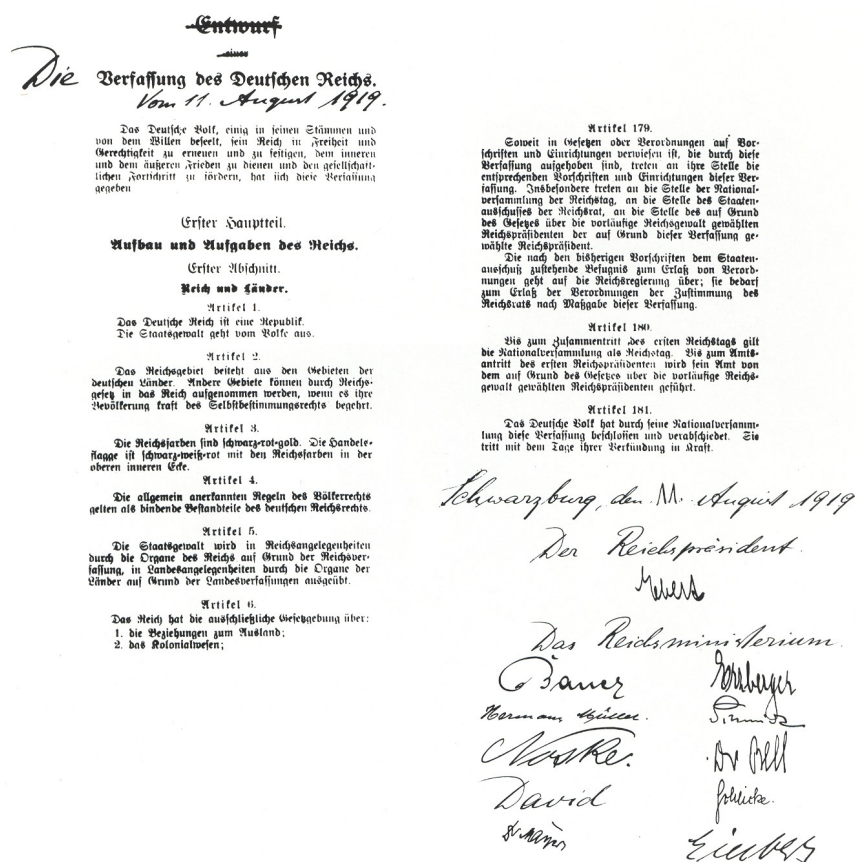 Entwurf
einer
Die Verfassung des Deutschen Reichs.
Vom 11. August 1919.
Das Deutsche Volk, einig in seinen Stämmen und
von dem Willen beseelt, sein Reich in Freiheit und
Gerechtigkeit zu erneuen und zu festigen, dem inneren
und dem äußeren Frieden zu dienen und den gesellschaft-
lichen Fortschritt zu fördern, hat sich diese Verfassung
gegeben
Erster Hauptteil.
Aufbau und Aufgaben des Reichs.
Erster Abschnitt.
Reich und Länder.
Artikel 1.
Das Deutsche Reich ist eine Republik.
Die Staatsgewalt geht vom Volke aus.
Artikel 2.
Das Reichsgebiet besteht aus den Gebieten der
deutschen Länder. Andere Gebiete können durch Reichs-
gesetz in das Reich aufgenommen werden, wenn es ihre
Bevölkerung kraft des Selbstbestimmungsrechts begehrt.
Artikel 3.
Die Reichsfarben sind schwarz-rot-gold. Die Handels-
flagge ist schwarz-weiß-rot mit den Reichsfarben in der
oberen inneren Ecke.
Artikel 4.
Die allgemein anerkannten Regeln des Völkerrechts
gelten als bindende Bestandteile des deutschen Reichsrechts.
Artikel 5.
Die Staatsgewalt wird in Reichsangelegenheiten
durch die Organe des Reichs auf Grund der Reichsver-
fassung, in Landesangelegenheiten durch die Organe der
Länder auf Grund der Landesverfassungen ausgeübt.
Artikel 6.
Das Reich hat die ausschließliche Gesetzgebung über:
1. die Beziehungen zum Ausland;
2. das Kolonialwesen;
Artikel 179.
Soweit in Gesetzen oder Verordnungen auf Vor-
schriften und Einrichtungen verwiesen ist, die durch diese
Verfassung aufgehoben sind, treten an ihre Stelle die
entsprechenden Vorschriften und Einrichtungen dieser Ver-
fassung. Insbesondere treten an die Stelle der National-
versammlung der Reichstag, an die Stelle des Staaten-
ausschusses der Reichsrat, an die Stelle des auf Grund
des Gesetzes über die vorläufige Reichsgewalt gewählten
Reichspräsidenten der auf Grund dieser Verfassung ge-
wählte Reichspräsident.
Die nach den bisherigen Vorschriften dem Staaten-
ausschuß zustehende Befugnis zum Erlaß von Verord-
nungen geht auf die Reichsregierung über; sie bedarf
zum Erlaß der Verordnungen der Zustimmung des
Reichsrats nach Maßgabe dieser Verfassung.
Artikel 180.
Bis zum Zusammentritt des ersten Reichstags gilt
die Nationalversammlung als Reichstag. Bis zum Amts-
antritt des ersten Reichspräsidenten wird sein Amt von
dem auf Grund des Gesetzes über die vorläufige Reichs-
gewalt gewählten Reichspräsidenten geführt.
Artikel 181.
Das Deutsche Volk hat durch seine Nationalversamm-
lung diese Verfassung beschlossen und verabschiedet. Sie
tritt mit dem Tage ihrer Verkündung in Kraft.
Schwarzburg, den 11. August 1919
Der Reichspräsident.
Ebert
Das Reichsministerium.
Bauer Erzberger
Hermann Müller. Schmidt
Noske. Dr Bell
David Schlicke.
Dr Mayer Giesberts